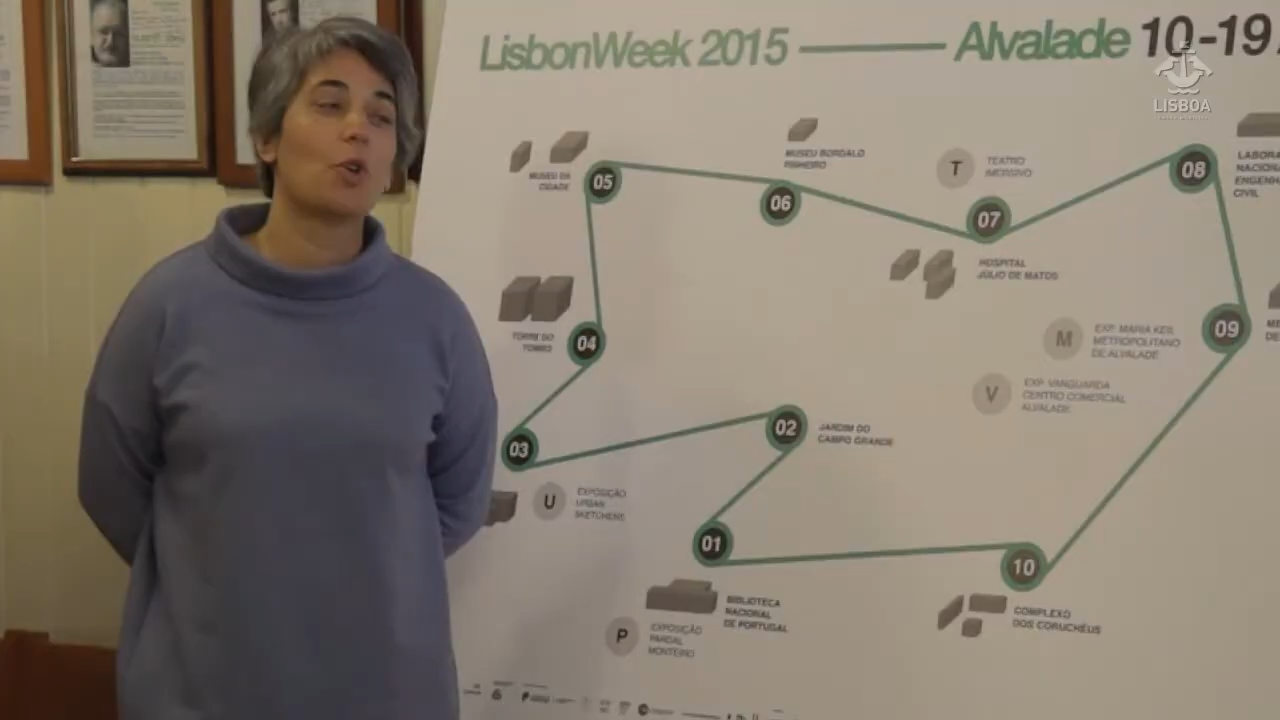 LisbonWeek 2015 Alvalade 10-19
LISBOA
MUSEU DA
CIDADE
05
MUSEU BORDALO
PINHEIRO
06
T
TEATRO
IMERSIVO
07
HOSPITAL
JÚLIO DE MATOS
08
LABORA
NACIONA
ENGENHA
CIVIL
TORRE DO
TOMBO
04
09
M
EXP. MARIA KEIL
METROPOLITANO
DE ALVALADE
V
EXP. VANGUARDA
CENTRO COMERCIAL
ALVALADE
03
02
JARDIM DO
CAMPO GRANDE
U
EXPOSIÇÃO
URBAN
SKETCHERS
01
BIBLIOTECA
NACIONAL
DE PORTUGAL
P
EXPOSIÇÃO
PARDAL
MONTEIRO
10
COMPLEXO
DOS CORUCHÉUS